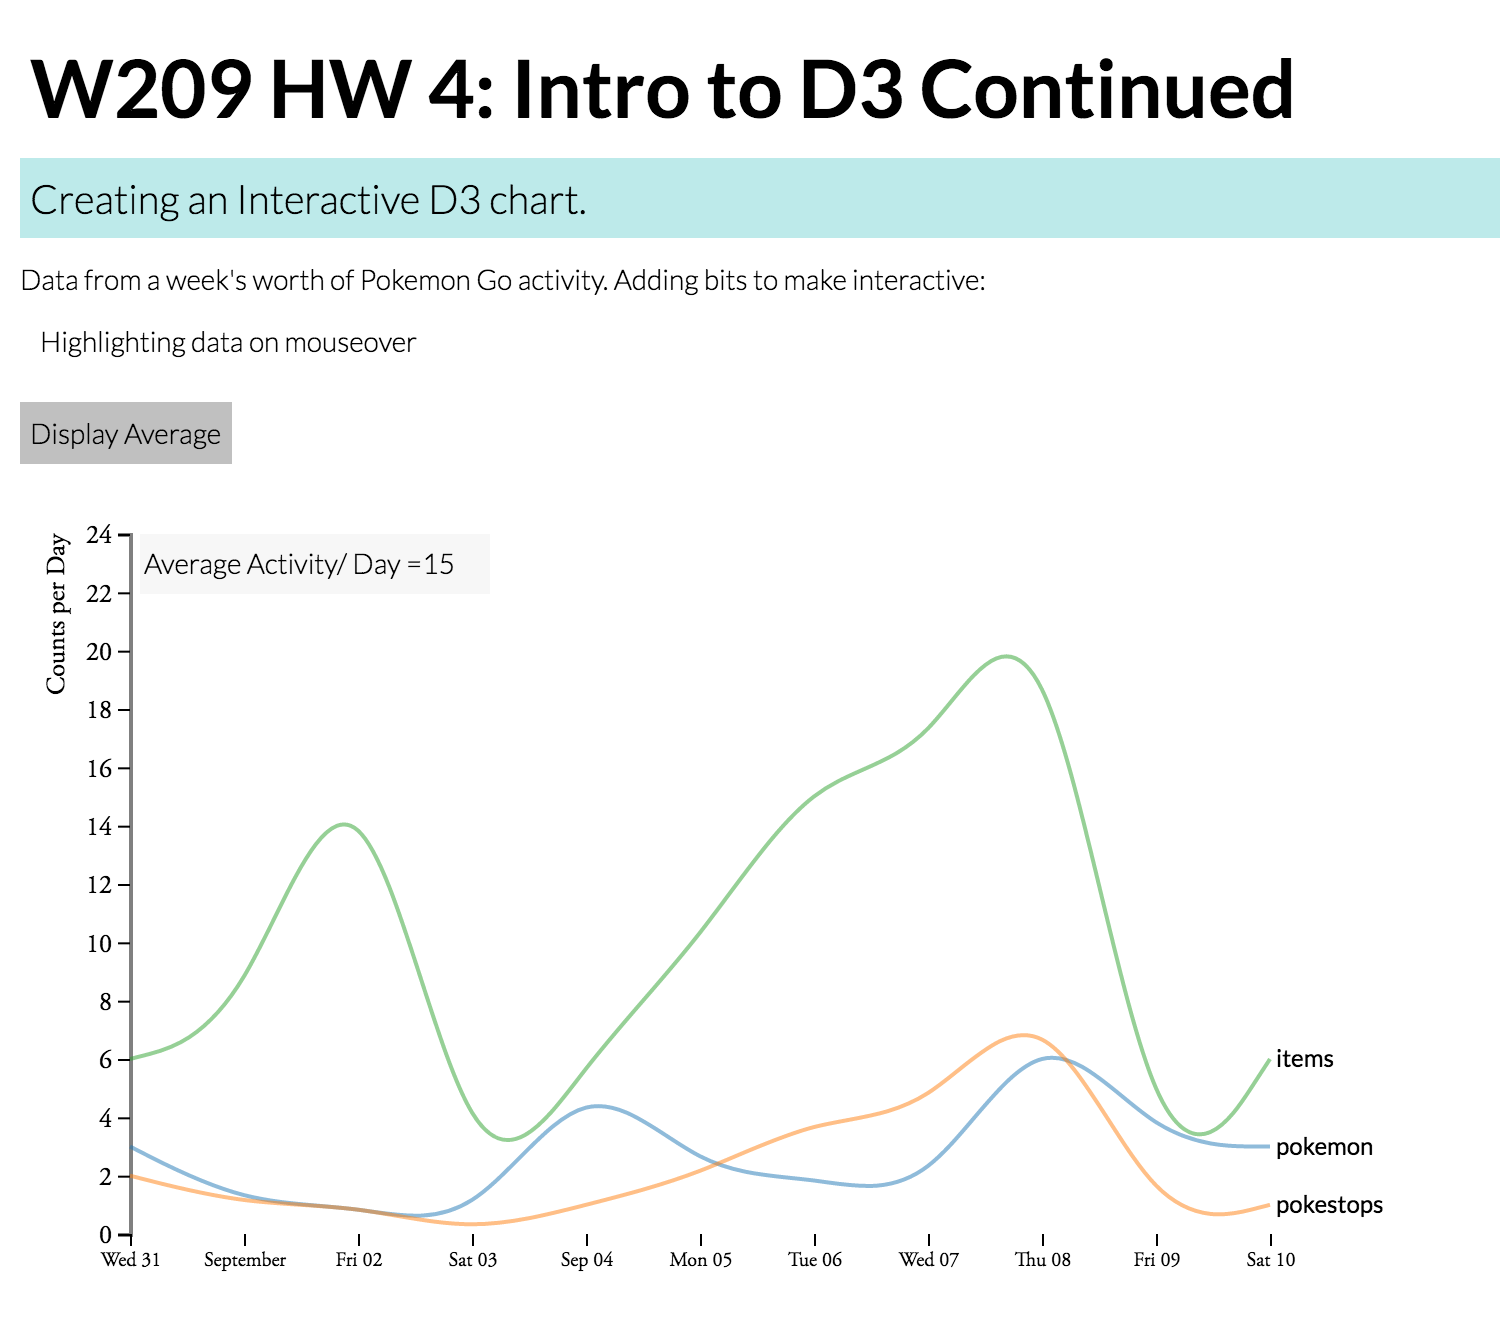 W209 HW 4: Intro to D3 Continued
Creating an Interactive D3 chart.
Data from a week's worth of Pokemon Go activity. Adding bits to make interactive:
Highlighting data on mouseover
Display Average
Counts per Day
Average Activity/ Day =15
24
22
20
18
16
14
12
10
8
6
4
2
0
items
pokemon
pokestops
Wed 31 September Fri 02 Sat 03 Sep 04 Mon 05 Tue 06 Wed 07 Thu 08 Fri 09 Sat 10